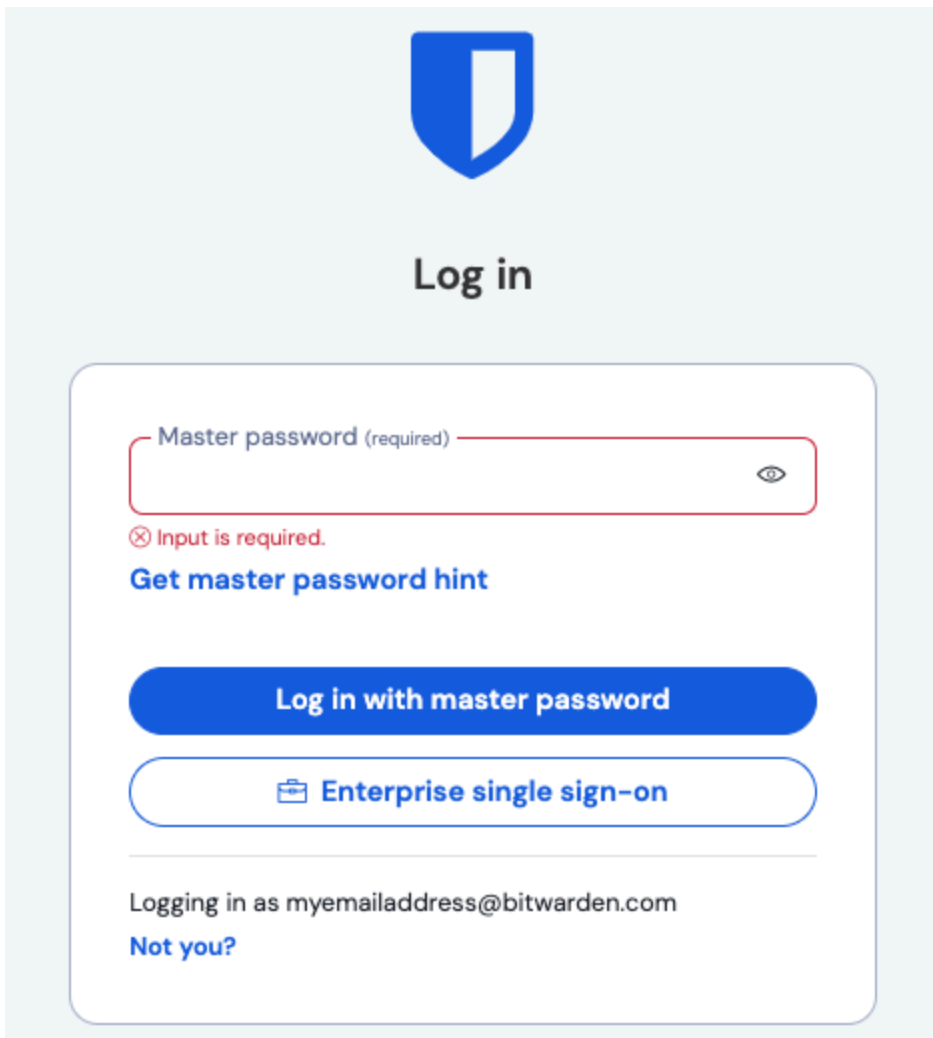 Log in
Master password (required)
Input is required.
Get master password hint
Log in with master password
Enterprise single sign-on
Logging in as myemailaddress@bitwarden.com
Not you?